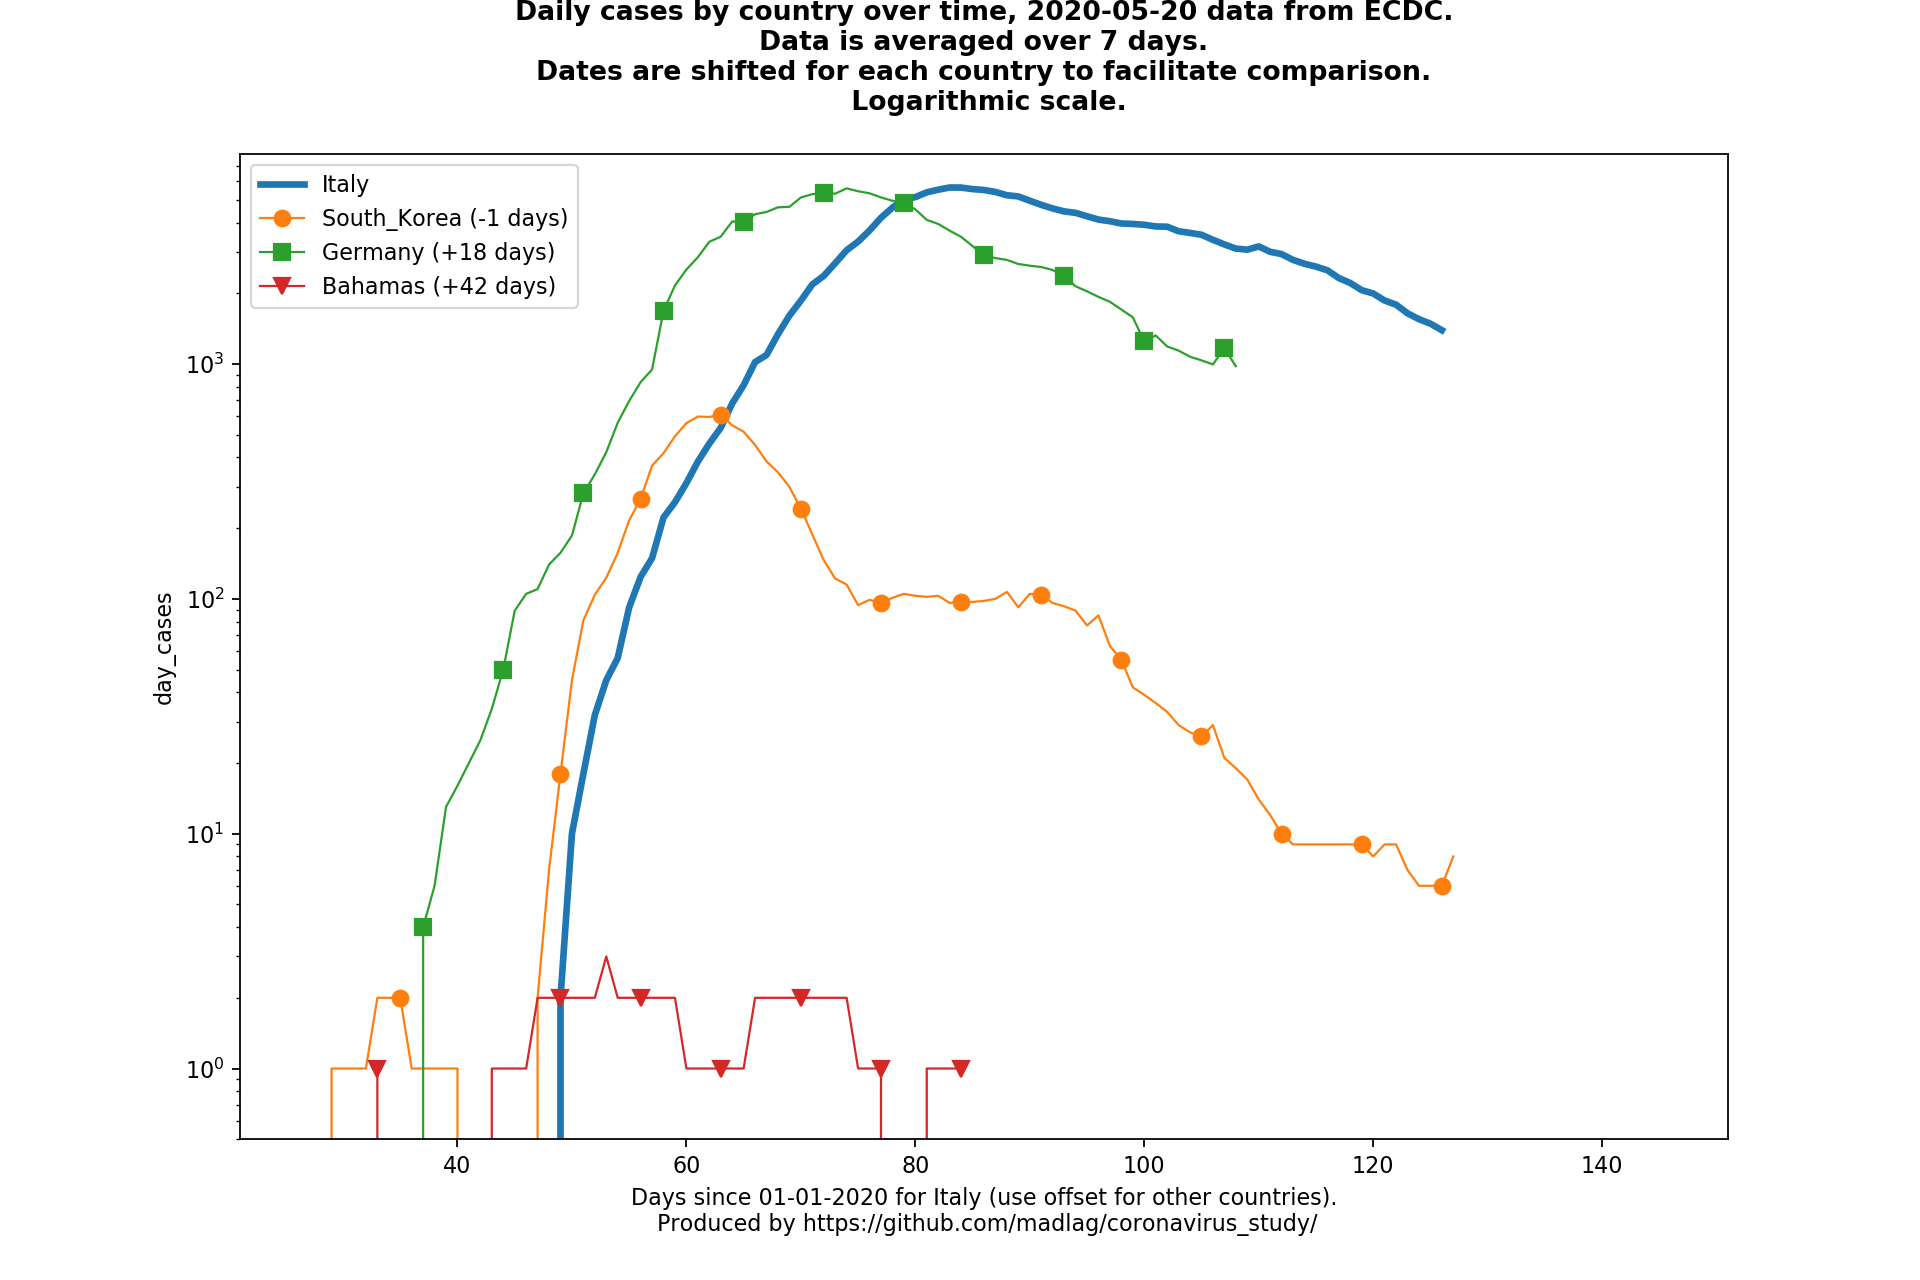 Daily cases by country over time, 2020-05-20 data from ECDC.
Data is averaged over 7 days.
Dates are shifted for each country to facilitate comparison.
Logarithmic scale.
Italy
South_Korea (-1 days)
Germany (+18 days)
Bahamas (+42 days)
10³
10²
10¹
10⁰
day_cases
40 60 80 100 120 140
Days since 01-01-2020 for Italy (use offset for other countries).
Produced by https://github.com/madlag/coronavirus_study/